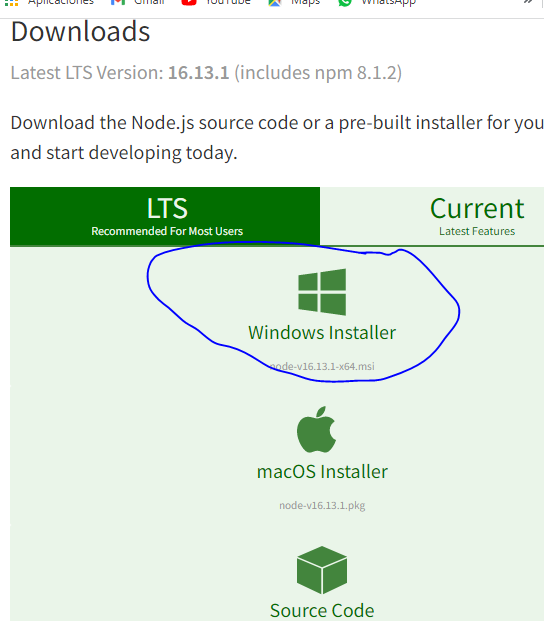 Aplicaciones Gmail YouTube Maps WhatsApp »
Downloads
Latest LTS Version: 16.13.1 (includes npm 8.1.2)
Download the Node.js source code or a pre-built installer for you
and start developing today.
LTS
Recommended For Most Users
Current
Latest Features
Windows Installer
node-v16.13.1-x64.msi
macOS Installer
node-v16.13.1.pkg
Source Code